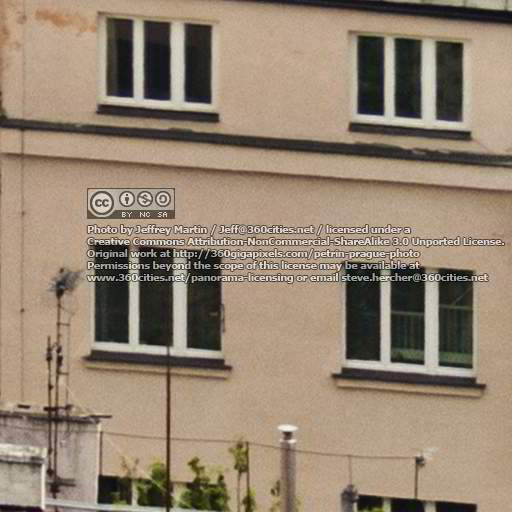 cc BY NC SA
Photo by Jeffrey Martin / Jeff@360cities.net / licensed under a
Creative Commons Attribution-NonCommercial-ShareAlike 3.0 Unported License.
Original work at http://360gigapixels.com/petrin-prague-photo
Permissions beyond the scope of this license may be available at
www.360cities.net/panorama-licensing or email steve.hercher@360cities.net